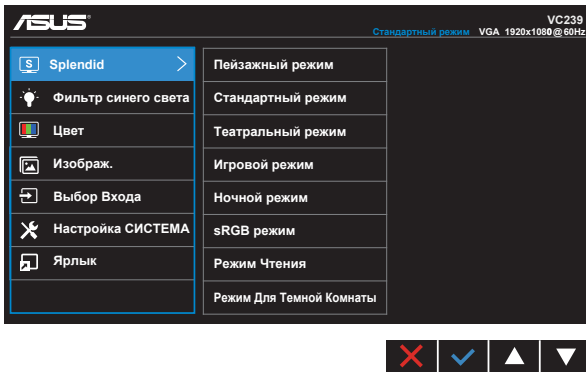 ASUS
VC239
Стандартный режим VGA 1920x1080@60Hz
S Splendid
Фильтр синего света
Цвет
Изображ.
Выбор Входа
Настройка СИСТЕМА
Ярлык
Пейзажный режим
Стандартный режим
Театральный режим
Игровой режим
Ночной режим
sRGB режим
Режим Чтения
Режим Для Темной Комнаты